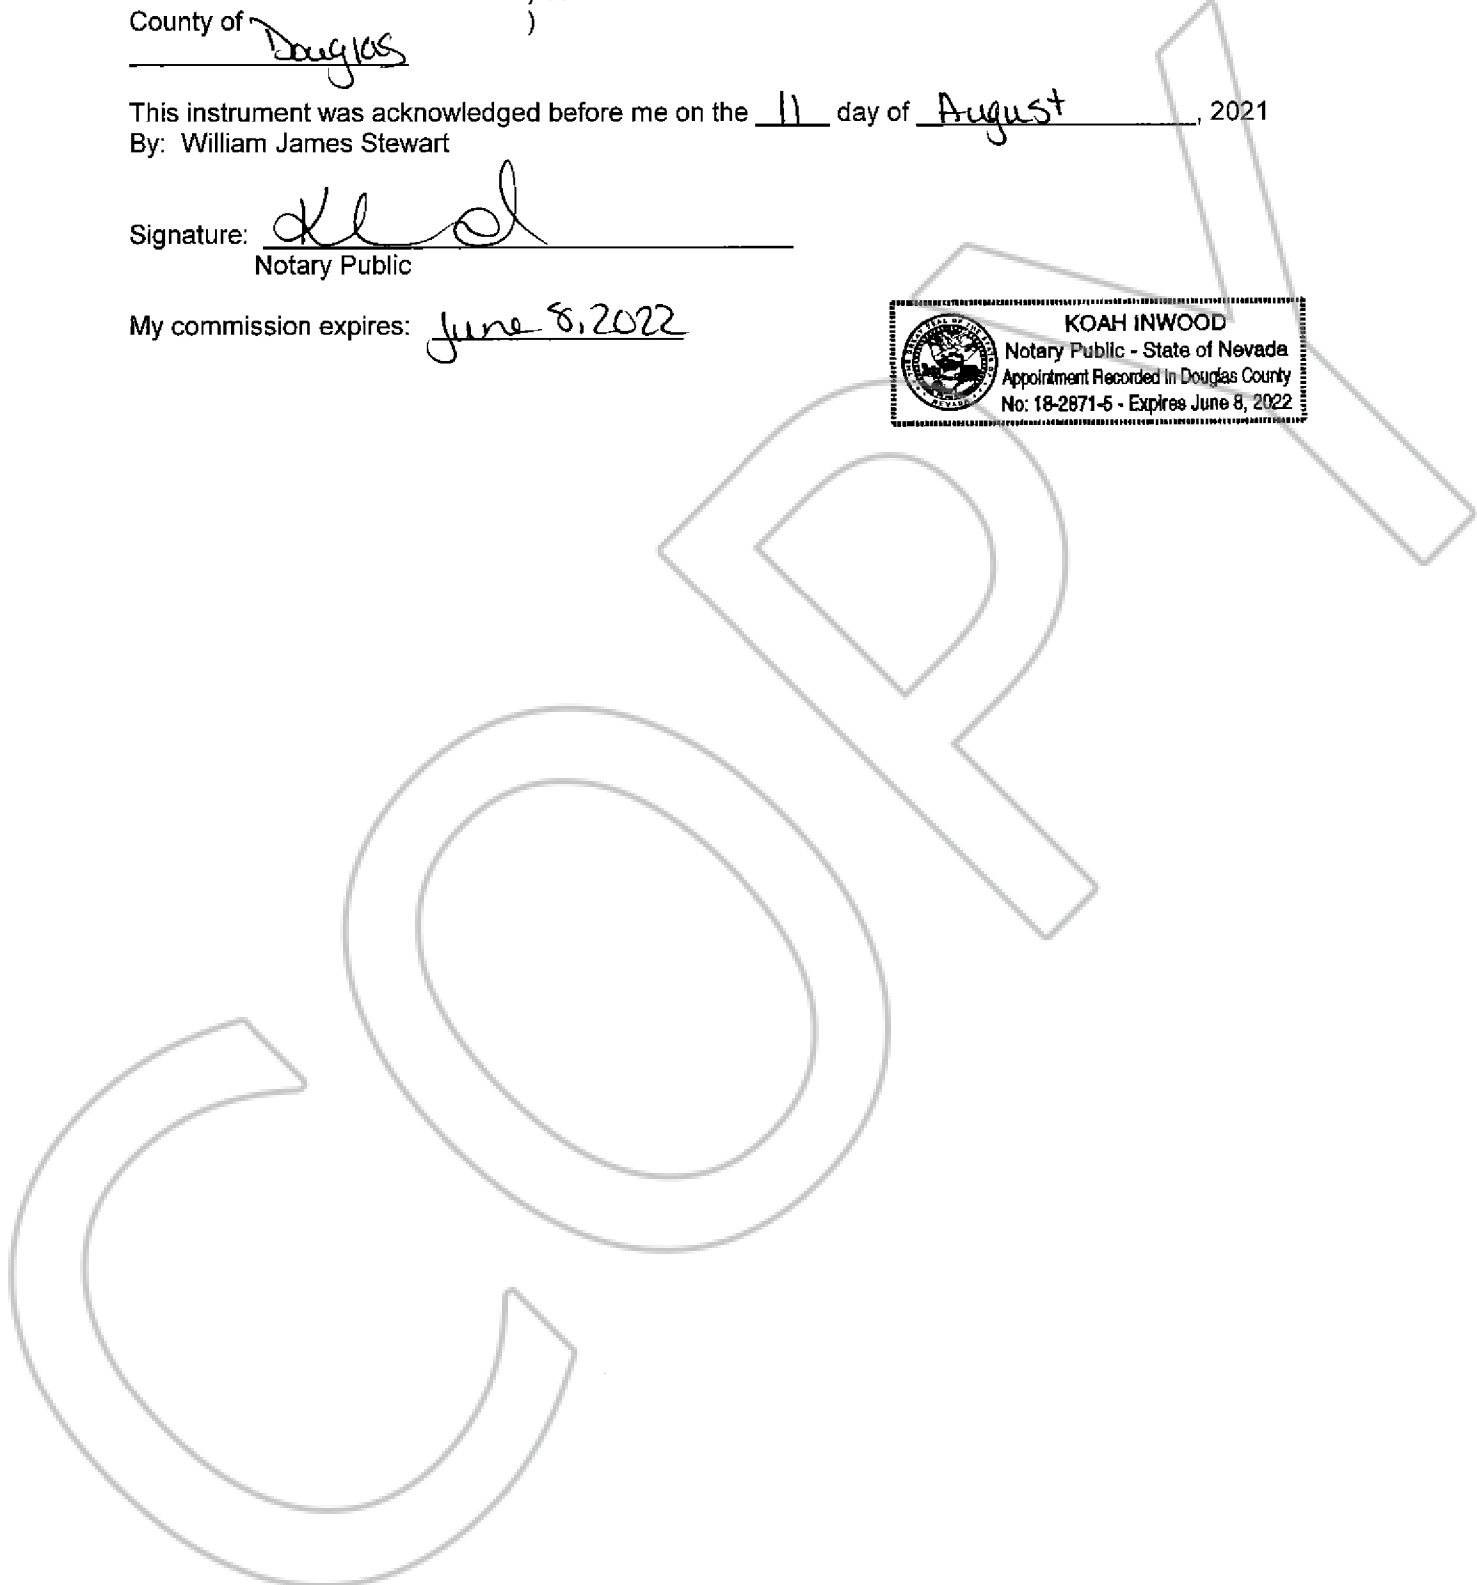 County of
)
Douglas
This instrument was acknowledged before me on the 11 day of August, 2021
By: William James Stewart
Signature:
Notary Public
My commission expires: June 8, 2022
KOAH INWOOD
Notary Public - State of Nevada
Appointment Recorded in Douglas County
No: 18-2871-5 - Expires June 8, 2022
COPY